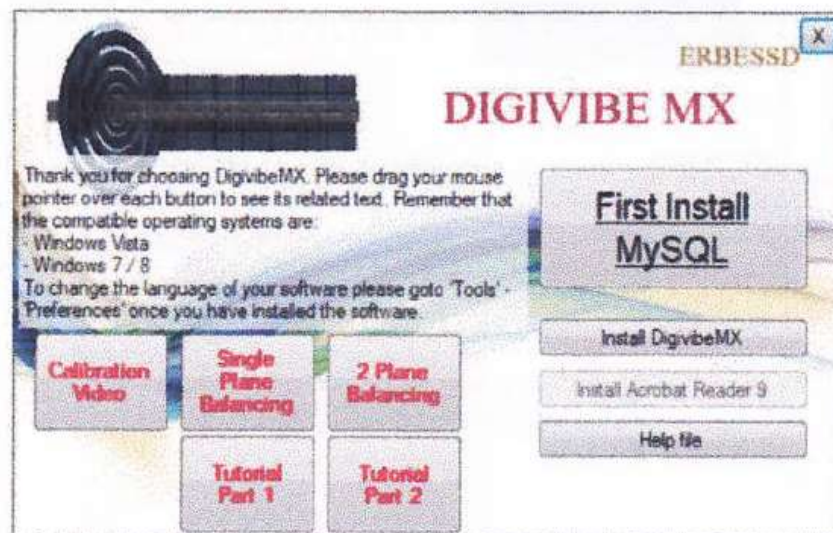 X
ERBESSD
DIGIVIBE MX
Thank you for choosing DigivibeMX. Please drag your mouse
pointer over each button to see its related text. Remember that
the compatible operating systems are:
- Windows Vista
- Windows 7 / 8
To change the language of your software please goto 'Tools' -
'Preferences' once you have installed the software.
First Install
MySQL
Install DigivibeMX
Install Acrobat Reader 9
Help file
Calibration
Video
Single
Plane
Balancing
2 Plane
Balancing
Tutorial
Part 1
Tutorial
Part 2